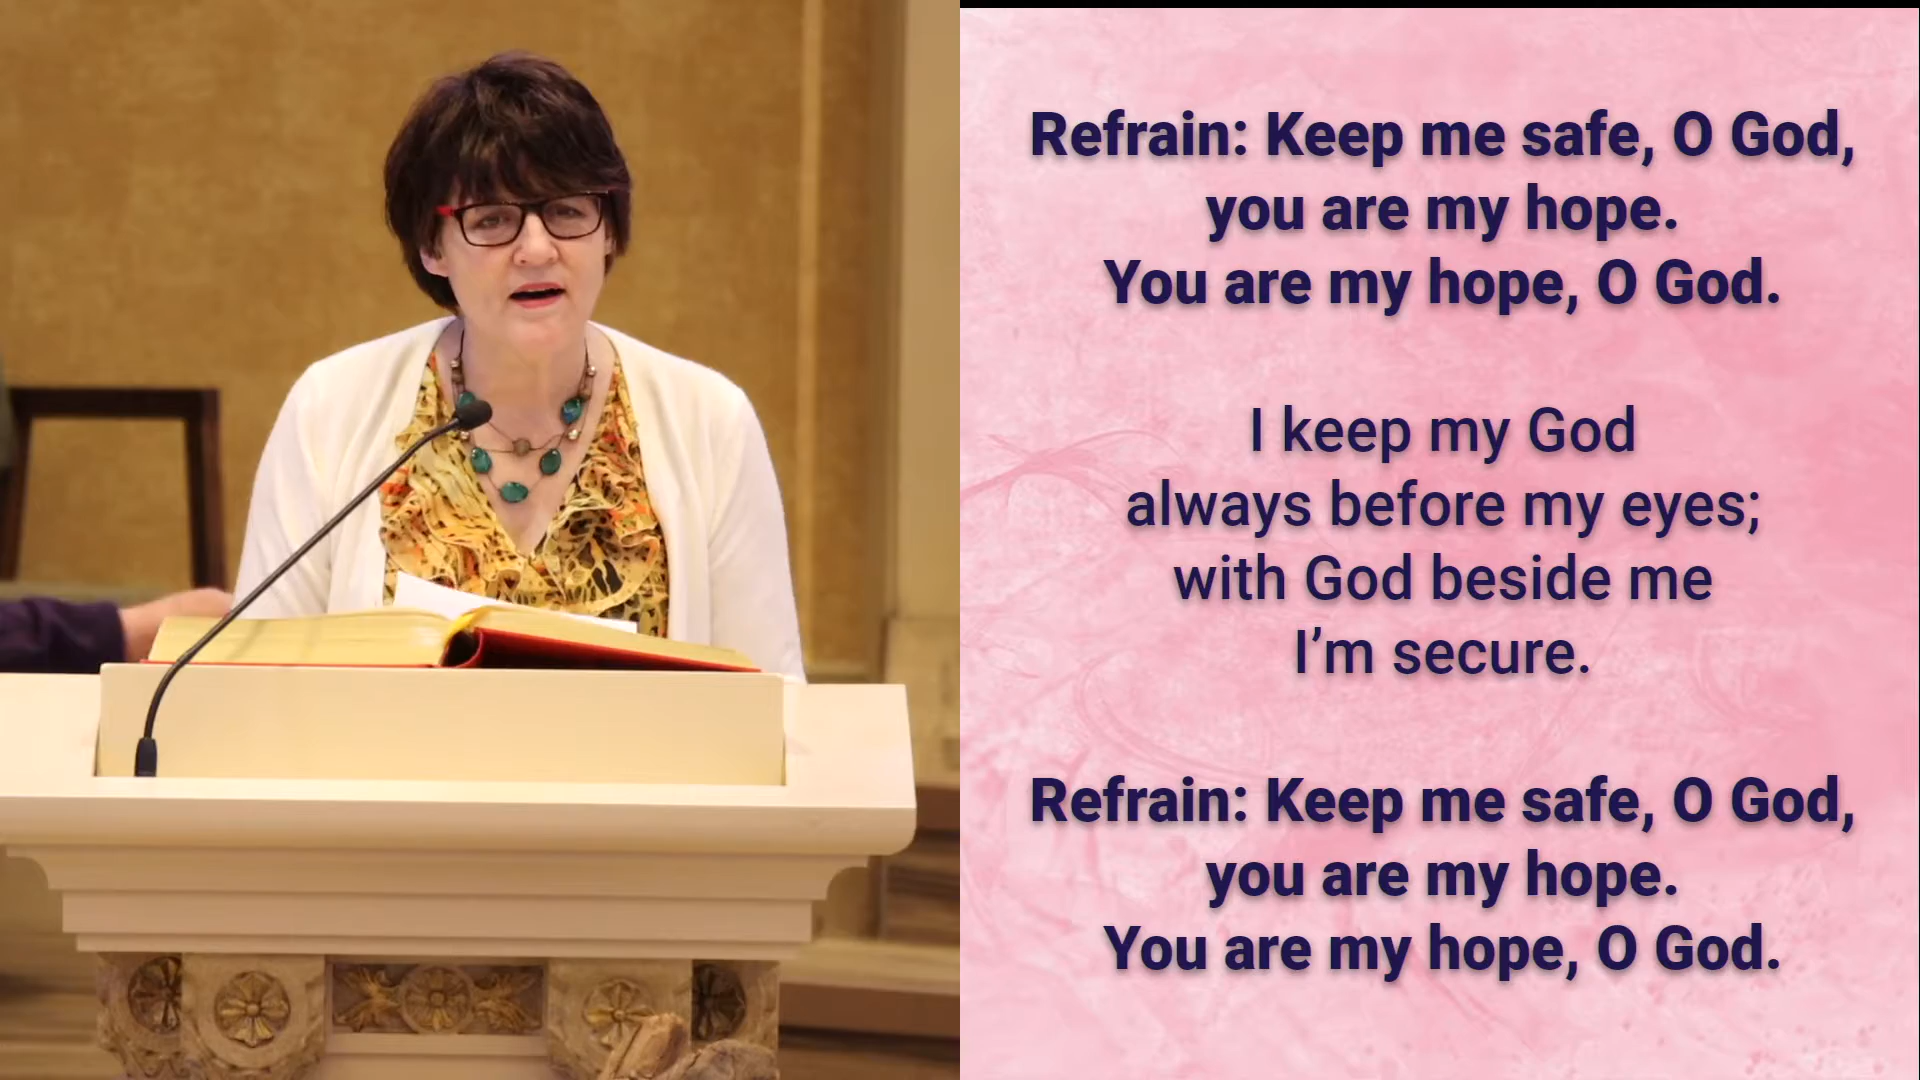 Refrain: Keep me safe, O God,
you are my hope.
You are my hope, O God.
I keep my God
always before my eyes;
with God beside me
I’m secure.
Refrain: Keep me safe, O God,
you are my hope.
You are my hope, O God.